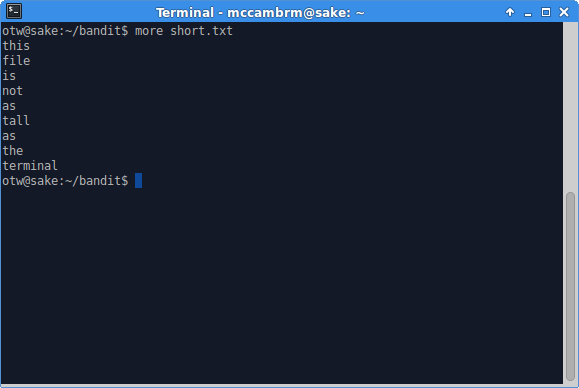 Terminal - mccambrm@sake: ~
otw@sake:~/bandit$ more short.txt
this
file
is
not
as
tall
as
the
terminal
otw@sake:~/bandit$